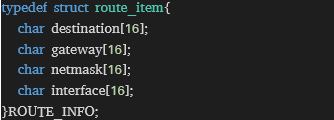 typedef struct route_item{
  char destination[16];
  char gateway[16];
  char netmask[16];
  char interface[16];
}ROUTE_INFO;